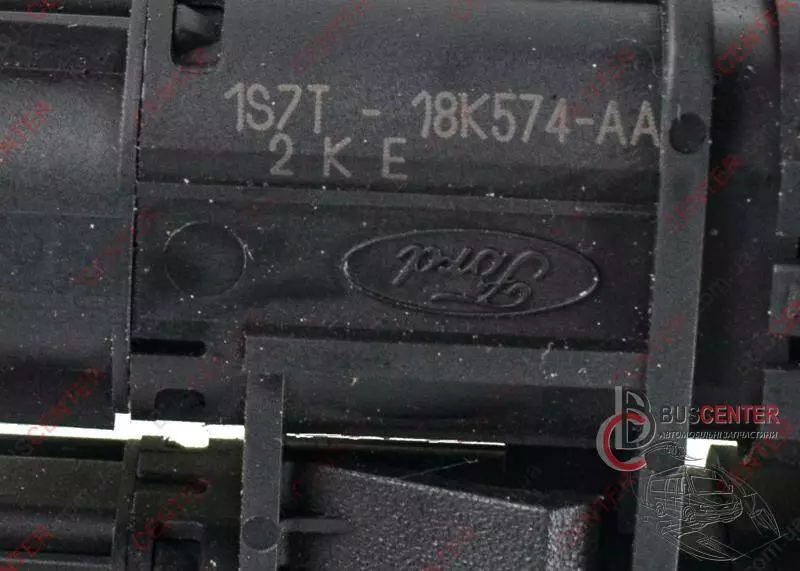 1S7T - 18K574-AA
2 K E
Ford
BUSCENTER
АВТОМОБІЛЬНІ ЗАПЧАСТИНИ